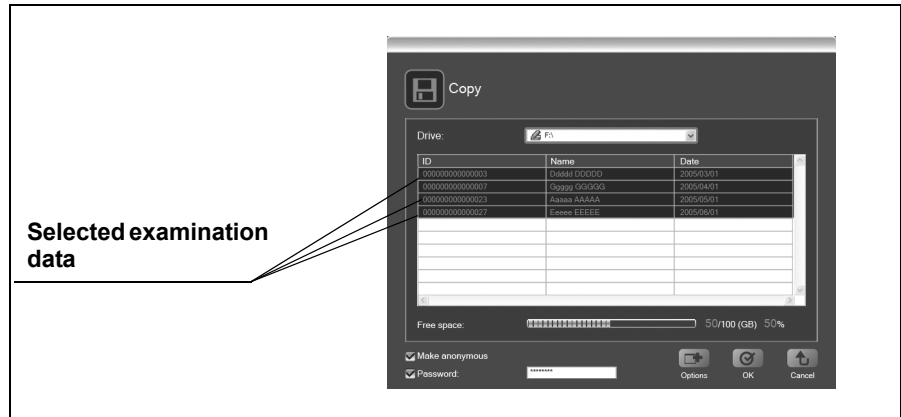 Copy
Drive: F:\
ID Name Date
000000000000003 Ddddd DDDDD 2005/03/01
000000000000007 Ggggg GGGGG 2005/04/01
000000000000023 Aaaaa AAAAA 2005/05/01
000000000000027 Eeeee EEEEE 2005/06/01
Selected examination
data
Free space: 50/100 (GB) 50%
Make anonymous
Password: ********
Options OK Cancel